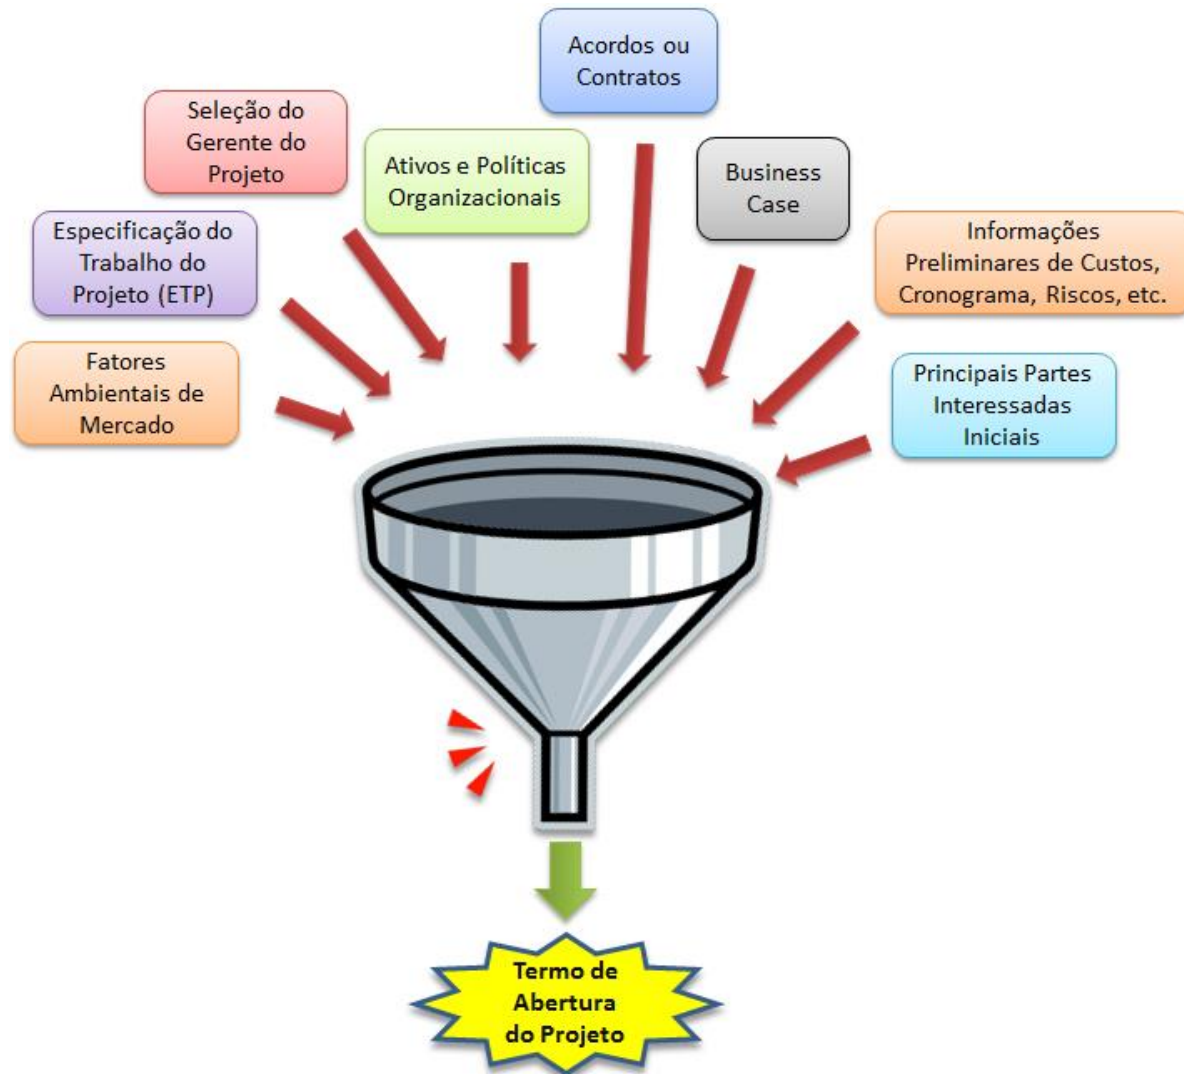 Acordos ou
Contratos
Seleção do
Gerente do
Projeto
Ativos e Políticas
Organizacionais
Business
Case
Especificação do
Trabalho do
Projeto (ETP)
Informações
Preliminares de Custos,
Cronograma, Riscos, etc.
Fatores
Ambientais de
Mercado
Principais Partes
Interessadas
Iniciais
Termo de
Abertura
do Projeto